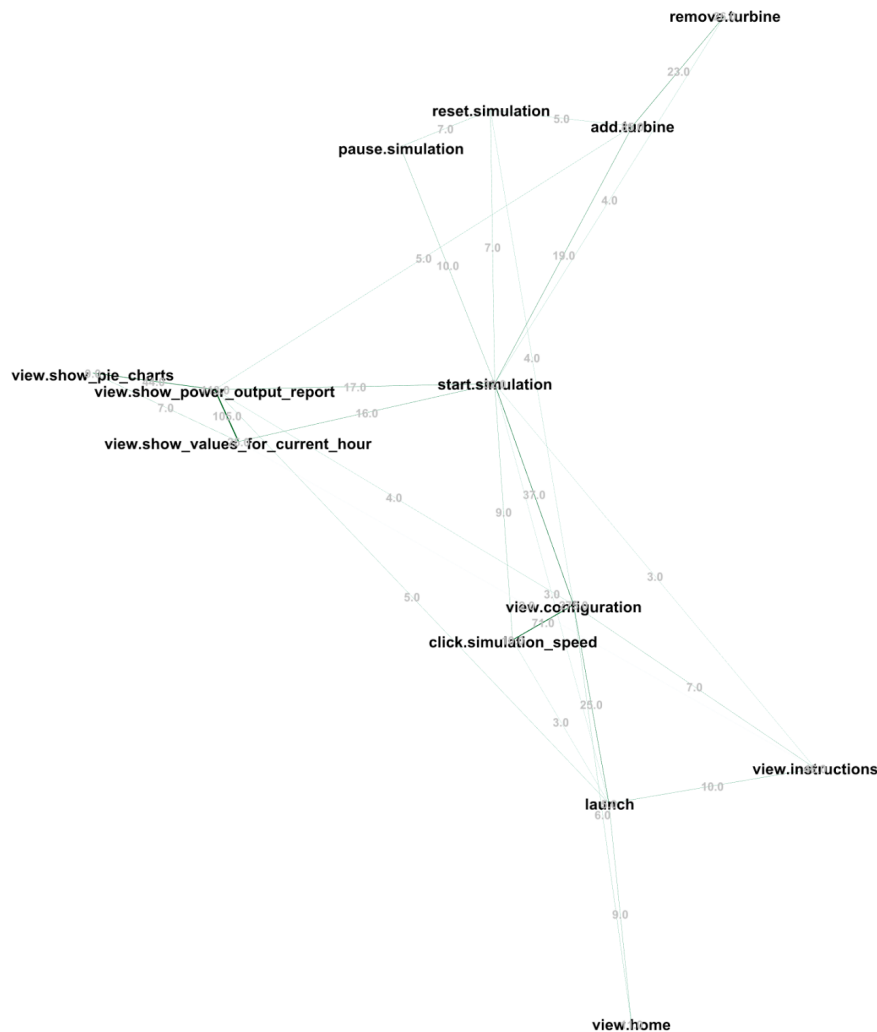 remove.turbine
23.0
reset.simulation
5.0
add.turbine
7.0
pause.simulation
4.0
7.0
19.0
5.0
10.0
4.0
view.show_pie_charts
start.simulation
17.0
view.show_power_output_report
7.0
105.0
16.0
view.show_values_for_current_hour
37.0
4.0
9.0
3.0
3.0
5.0
view.configuration
71.0
click.simulation_speed
7.0
25.0
3.0
view.instructions
10.0
launch
6.0
9.0
view.home